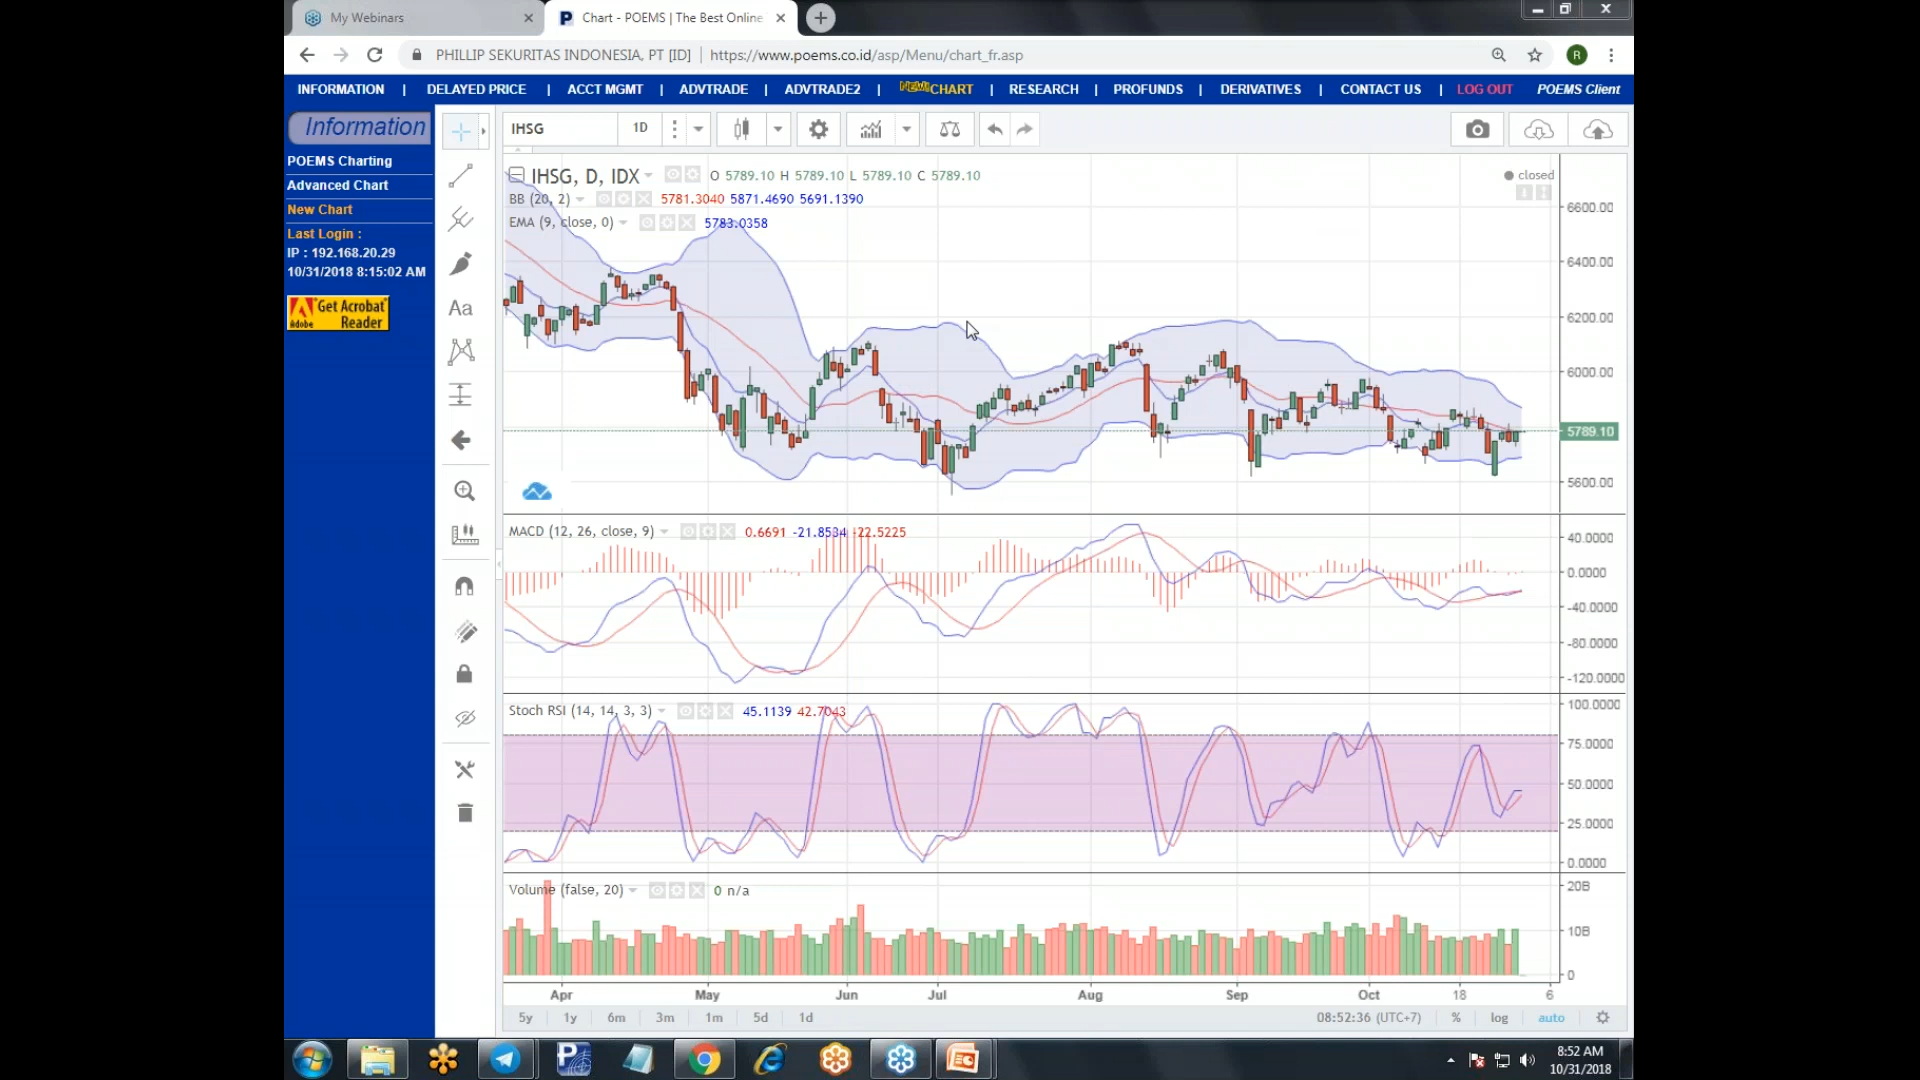 My Webinars
Chart - POEMS | The Best Online
PHILLIP SEKURITAS INDONESIA, PT [ID] | https://www.poems.co.id/asp/Menu/chart_fr.asp
R
INFORMATION | DELAYED PRICE | ACCT MGMT | ADVTRADE | ADVTRADE2 | NEW! CHART | RESEARCH | PROFUNDS | DERIVATIVES | CONTACT US | LOG OUT POEMS Client
Information
POEMS Charting
Advanced Chart
New Chart
Last Login :
IP : 192.168.20.29
10/31/2018 8:15:02 AM
Get Acrobat
Adobe Reader
Aa
IHSG 1D
IHSG, D, IDX O 5789.10 H 5789.10 L 5789.10 C 5789.10
closed
BB (20, 2) 5781.3040 5871.4690 5691.1390
EMA (9, close, 0) 5783.0358
6600.00
6400.00
6200.00
6000.00
5789.10
5600.00
MACD (12, 26, close, 9) 0.6691 -21.8534 -22.5225
40.0000
0.0000
-40.0000
-80.0000
-120.0000
Stoch RSI (14, 14, 3, 3) 45.1139 42.7043
100.0000
75.0000
50.0000
25.0000
0.0000
Volume (false, 20) 0 n/a
20B
10B
0
Apr May Jun Jul Aug Sep Oct 18 6
5y 1y 6m 3m 1m 5d 1d 08:52:36 (UTC+7) % log auto
8:52 AM
10/31/2018